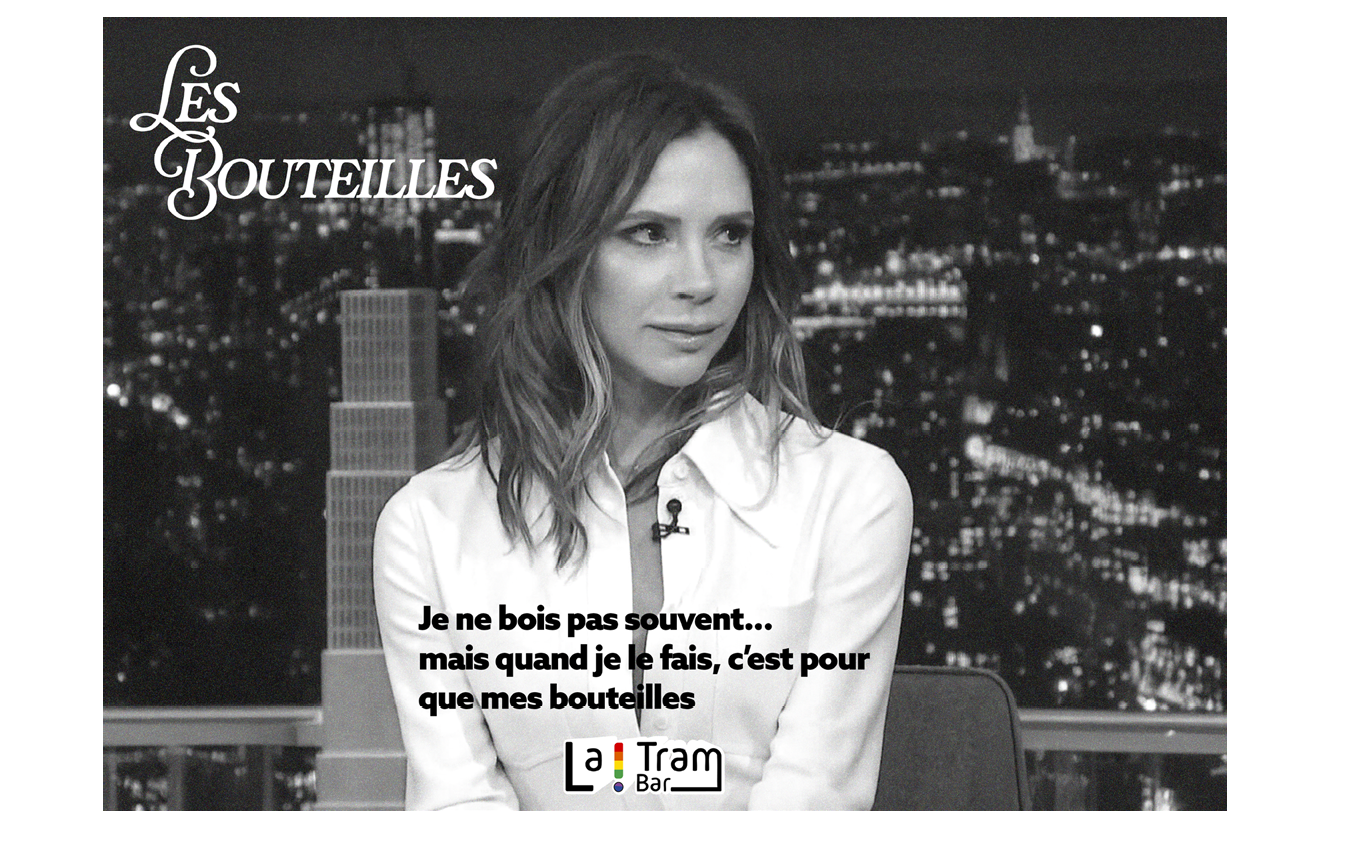 LES
BOUTEILLES
Je ne bois pas souvent...
mais quand je le fais, c'est pour
que mes bouteilles
La! Tram
Bar